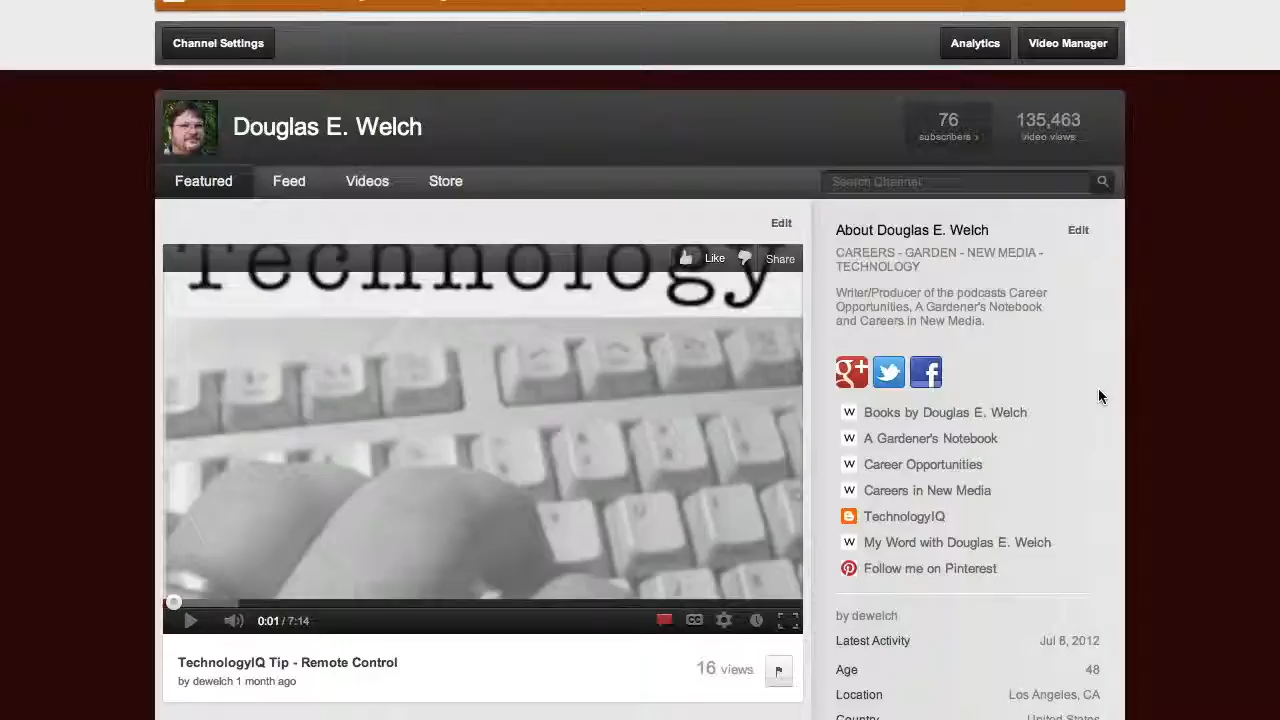 Channel Settings
Analytics
Video Manager
Douglas E. Welch
76
subscribers ›
135,463
video views
Featured
Feed
Videos
Store
Search Channel
Edit
Technology
Like
Share
0:01 / 7:14
CC
TechnologyIQ Tip - Remote Control
by dewelch 1 month ago
16 views
About Douglas E. Welch
Edit
CAREERS - GARDEN - NEW MEDIA -
TECHNOLOGY
Writer/Producer of the podcasts Career
Opportunities, A Gardener's Notebook
and Careers in New Media.
g+
f
W Books by Douglas E. Welch
W A Gardener's Notebook
W Career Opportunities
W Careers in New Media
TechnologyIQ
W My Word with Douglas E. Welch
Follow me on Pinterest
by dewelch
Latest Activity Jul 6, 2012
Age 48
Location Los Angeles, CA
Country United States